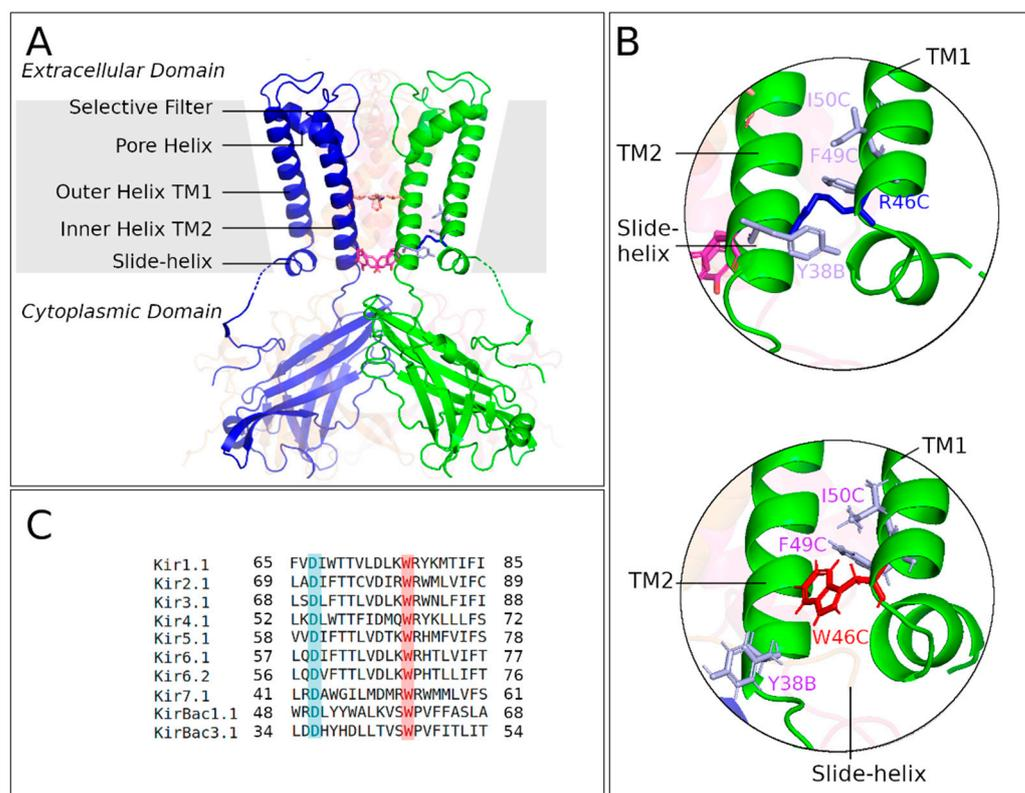 A
Extracellular Domain
Selective Filter
Pore Helix
Outer Helix TM1
Inner Helix TM2
Slide-helix
Cytoplasmic Domain
B
TM1
I50C
TM2
F49C
R46C
Slide-
helix
Y38B
TM1
I50C
F49C
TM2
W46C
Y38B
Slide-helix
C
Kir1.1 65 FVDIWTTVLDLKWRYKMTIFI 85
Kir2.1 69 LADIFTTCVDIRWRWMLVIFC 89
Kir3.1 68 LSDLFTTLVDLKWRWNLFIFI 88
Kir4.1 52 LKDLWTTFIDMQWRYKLLLFS 72
Kir5.1 58 VVDIFTTLVDTKWRHMFVIFS 78
Kir6.1 57 LQDIFTTLVDLKWRHTLVIFT 77
Kir6.2 56 LQDVFTTLVDLKWPHTLLIFT 76
Kir7.1 41 LRDAWGILMDMRWRWMMLVFS 61
KirBac1.1 48 WRDLYYWALKVSWPVFFASLA 68
KirBac3.1 34 LDDHYHDLLTVSWPVFITLIT 54